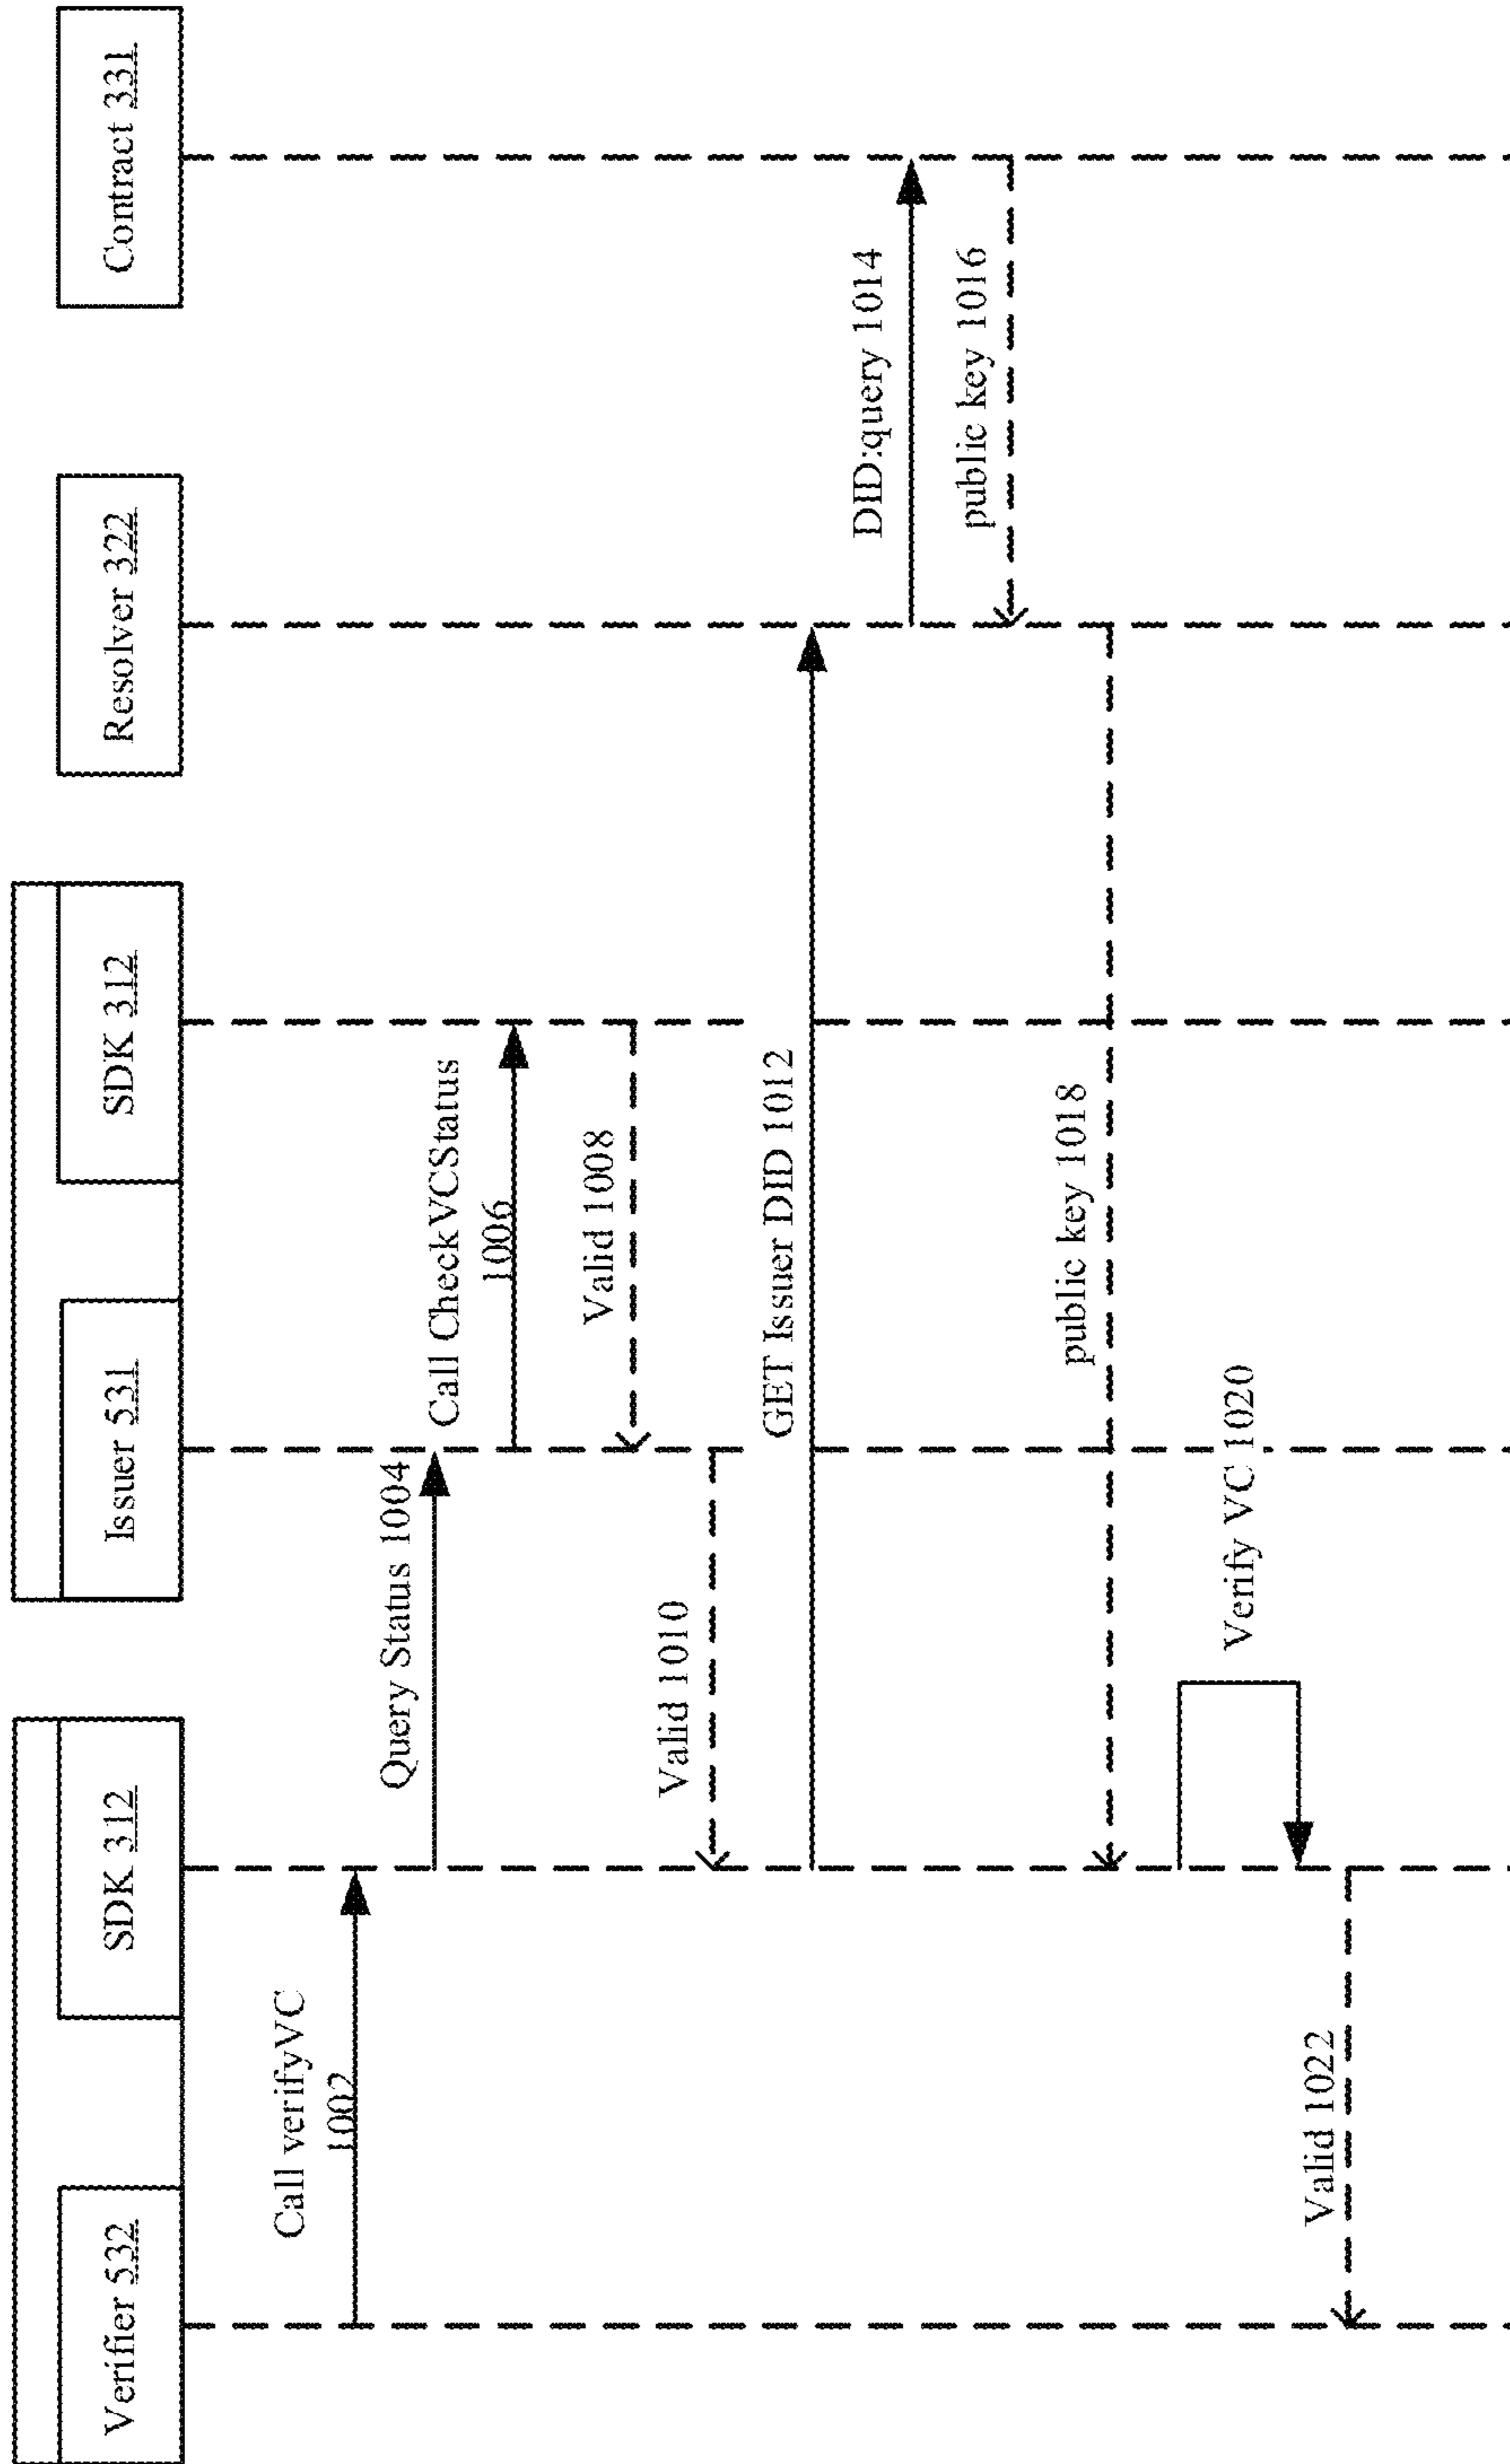 Verifier 532
SDK 312
Issuer 531
SDK 312
Resolver 322
Contract 331
Call verifyVC
1002
Query Status 1004
Call CheckVCStatus
1006
Valid 1008
Valid 1010
GET Issuer DID 1012
DID:query 1014
public key 1016
public key 1018
Verify VC 1020
Valid 1022